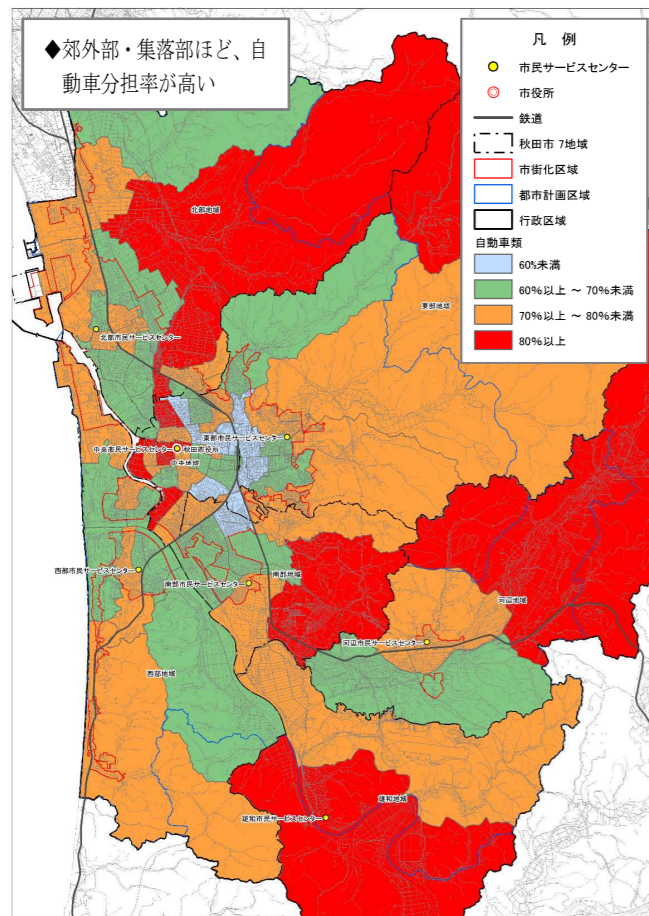 ◆郊外部・集落部ほど、自
動車分担率が高い
凡 例
市民サービスセンター
市役所
鉄道
秋田市 7地域
市街化区域
都市計画区域
行政区域
自動車類
60%未満
60%以上 ～ 70%未満
70%以上 ～ 80%未満
80%以上
北部地域
東部地域
北部市民サービスセンター
東部市民サービスセンター
中央市民サービスセンター
秋田市役所
中央地域
西部市民サービスセンター
南部市民サービスセンター
南部地域
河辺地域
河辺市民サービスセンター
西部地域
雄和地域
雄和市民サービスセンター